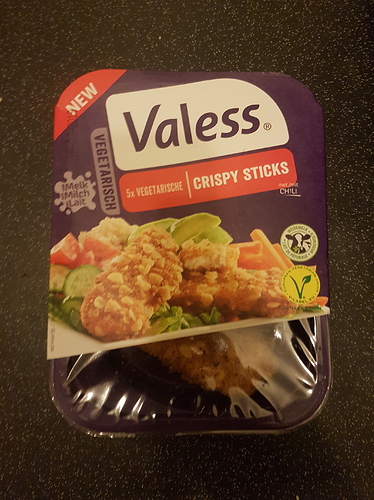 NEW
Valess®
VEGETARISCH
5x VEGETARISCHE
CRISPY STICKS
CHILI
Melk
Milch
Lait